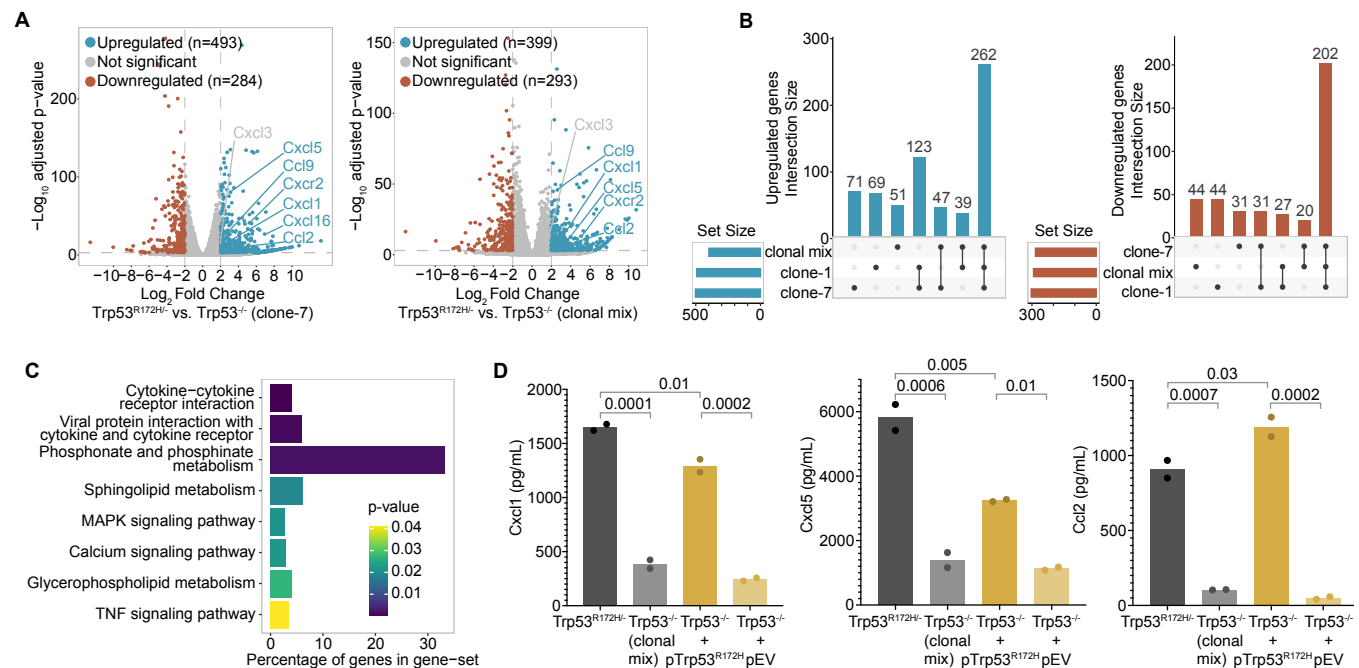 A
Upregulated (n=493)
Not significant
Downregulated (n=284)
−Log10 adjusted p−value
200
100
0
Cxcl3
Cxcl5
Ccl9
Cxcr2
Cxcl1
Cxcl16
Ccl2
−10 −8 −6 −4 −2 0 2 4 6 8 10
Log2 Fold Change
Trp53R172H/- vs. Trp53-/- (clone-7)
Upregulated (n=399)
Not significant
Downregulated (n=293)
−Log10 adjusted p−value
150
100
50
0
Cxcl3
Ccl9
Cxcl1
Cxcl5
Cxcr2
Ccl2
−10 −8 −6 −4 −2 0 2 4 6 8 10
Log2 Fold Change
Trp53R172H/- vs. Trp53-/- (clonal mix)
B
Upregulated genes
Intersection Size
300
200
100
0
71 69 51 123 47 39 262
Set Size
clonal mix
clone-1
clone-7
500 0
Downregulated genes
Intersection Size
200
150
100
50
0
44 44 31 31 27 20 202
Set Size
clone-7
clonal mix
clone-1
300 0
C
Cytokine−cytokine
receptor interaction
Viral protein interaction with
cytokine and cytokine receptor
Phosphonate and phosphinate
metabolism
Sphingolipid metabolism
MAPK signaling pathway
Calcium signaling pathway
Glycerophospholipid metabolism
TNF signaling pathway
p-value
0.04
0.03
0.02
0.01
0 10 20 30
Percentage of genes in gene-set
D
Cxcl1 (pg/mL)
2000
1500
1000
500
0
0.01
0.0001 0.0002
Trp53R172H/- Trp53-/- Trp53-/- Trp53-/-
(clonal + +
mix) pTrp53R172H pEV
Cxcl5 (pg/mL)
6000
4000
2000
0
0.005
0.0006 0.01
Trp53R172H/- Trp53-/- Trp53-/- Trp53-/-
(clonal + +
mix) pTrp53R172H pEV
Ccl2 (pg/mL)
1500
1000
500
0
0.03
0.0007 0.0002
Trp53R172H/- Trp53-/- Trp53-/- Trp53-/-
(clonal + +
mix) pTrp53R172H pEV